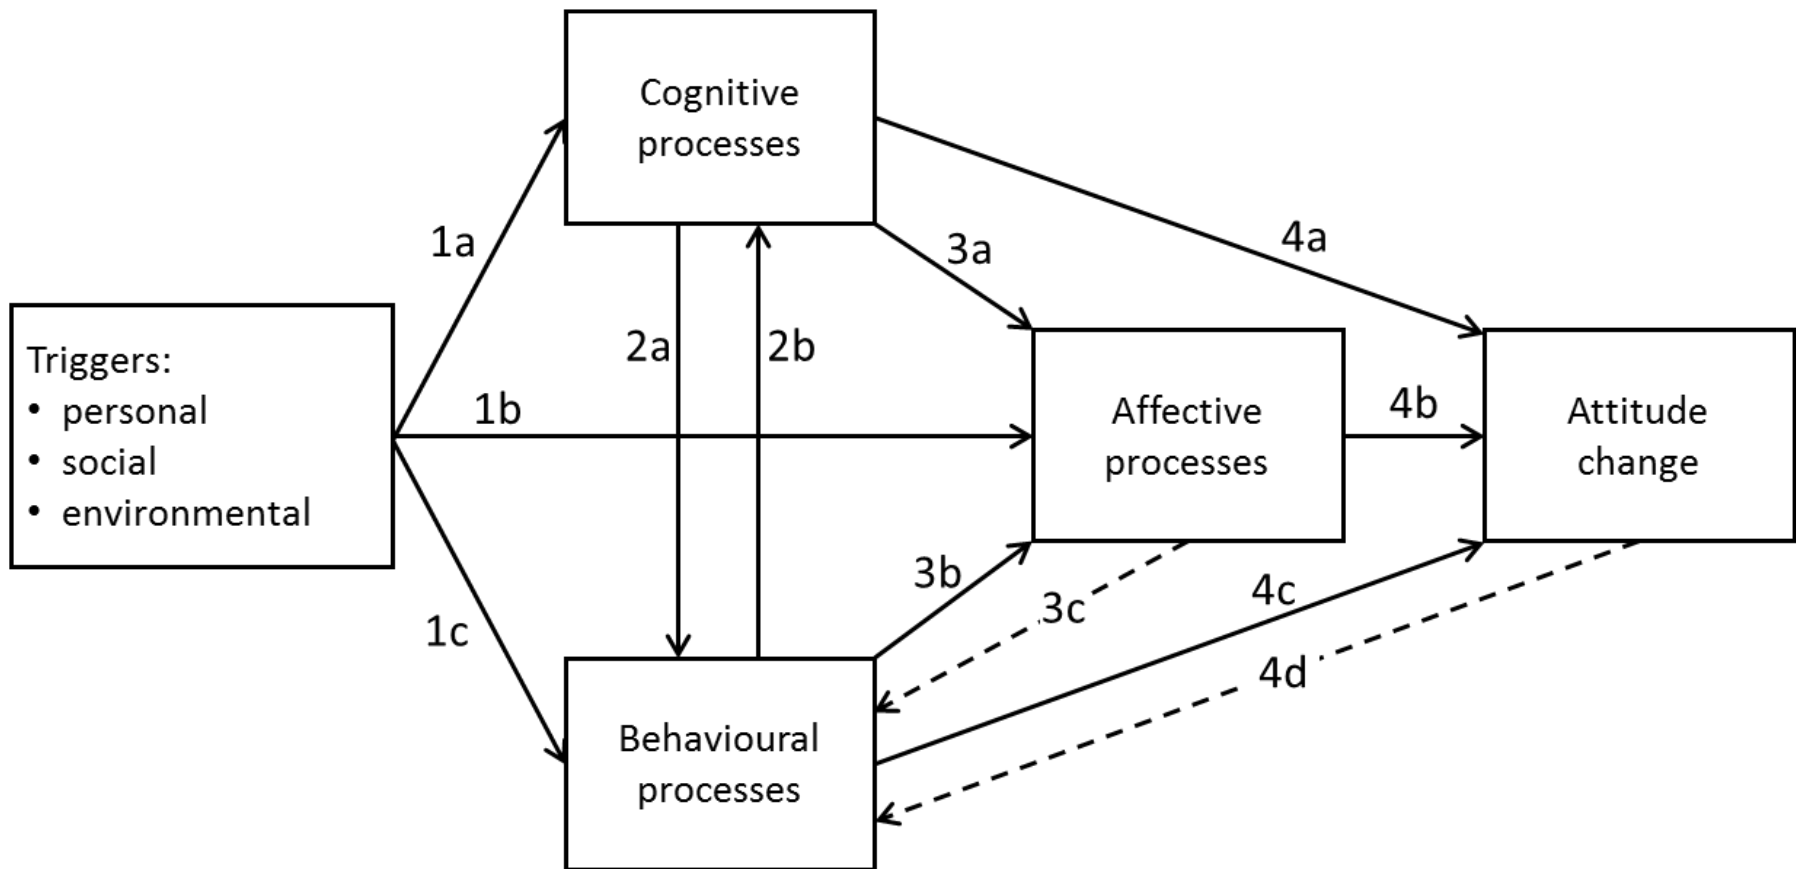 Cognitive
processes
1a
3a
4a
2a
2b
Triggers:
• personal
• social
• environmental
1b
Affective
processes
4b
Attitude
change
1c
3b
3c
4c
4d
Behavioural
processes